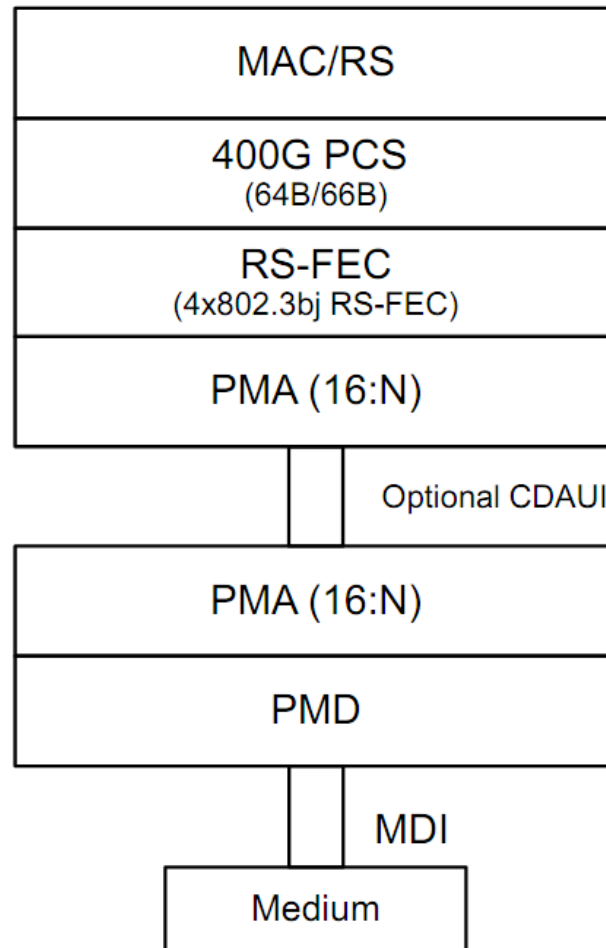 MAC/RS
400G PCS
(64B/66B)
RS-FEC
(4x802.3bj RS-FEC)
PMA (16:N)
Optional CDAUI
PMA (16:N)
PMD
MDI
Medium